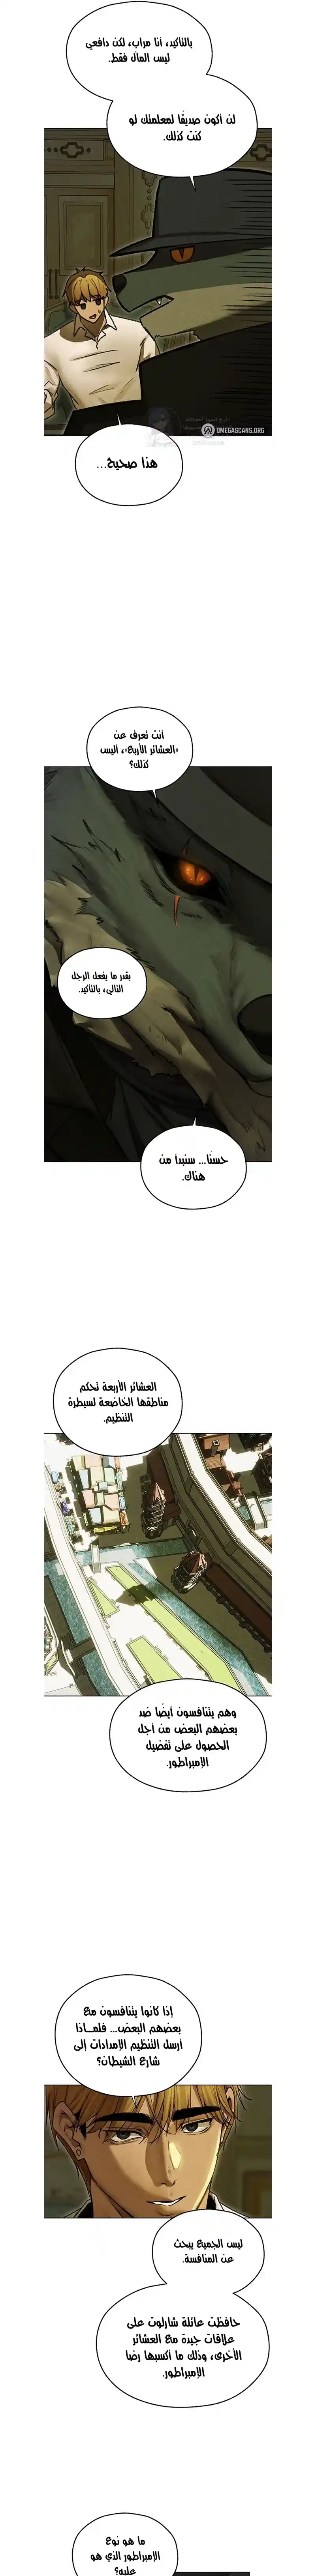 بالتأكيد، أنا مرابٍ، لكن دافعي
ليس المال فقط.
لن أكون صديقًا لمعلمتك لو
كنت كذلك.
OMEGASCANS.ORG
هذا صحيح...
أنت تعرف عن
«العشائر الأربع»، أليس
كذلك؟
بقدر ما يفعل الرجل
التالي، بالتأكيد.
حسنًا... سنبدأ من
هناك.
العشائر الأربعة تحكم
مناطقها الخاضعة لسيطرة
التنظيم.
وهم يتنافسون أيضًا ضد
بعضهم البعض من أجل
الحصول على تفضيل
الإمبراطور.
إذا كانوا يتنافسون مع
بعضهم البعض... فلمــاذا
أرسل التنظيم الإمدادات إلى
شارع الشيطان؟
ليس الجميع يبحث
عن المنافسة.
حافظت عائلة شارلوت على
علاقات جيدة مع العشائر
الأخرى، وذلك ما أكسبها رضا
الإمبراطور.
ما هو نوع
الإمبراطور الذي هو
عليه؟